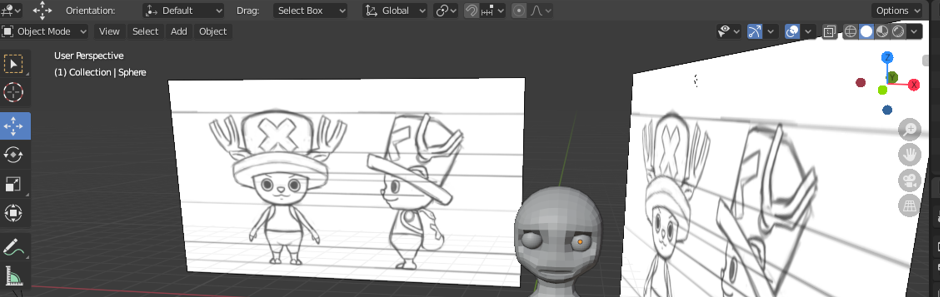 Orientation: Default Drag: Select Box Global Options
Object Mode View Select Add Object
User Perspective
(1) Collection | Sphere
Z
Y
X